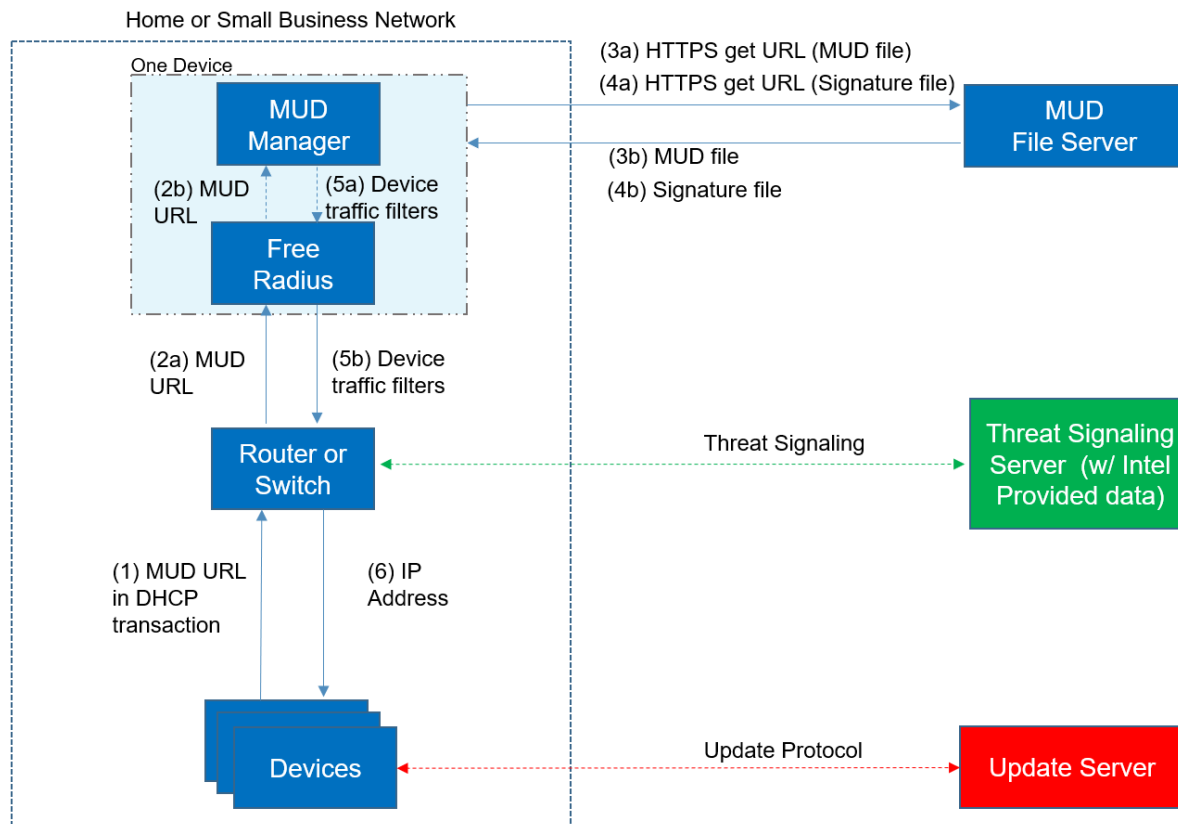 Home or Small Business Network
One Device
MUD
Manager
(3a) HTTPS get URL (MUD file)
(4a) HTTPS get URL (Signature file)
MUD
File Server
(3b) MUD file
(4b) Signature file
(2b) MUD
URL
(5a) Device
traffic filters
Free
Radius
(2a) MUD
URL
(5b) Device
traffic filters
Router or
Switch
Threat Signaling
Threat Signaling
Server (w/ Intel
Provided data)
(1) MUD URL
in DHCP
transaction
(6) IP
Address
Devices
Update Protocol
Update Server